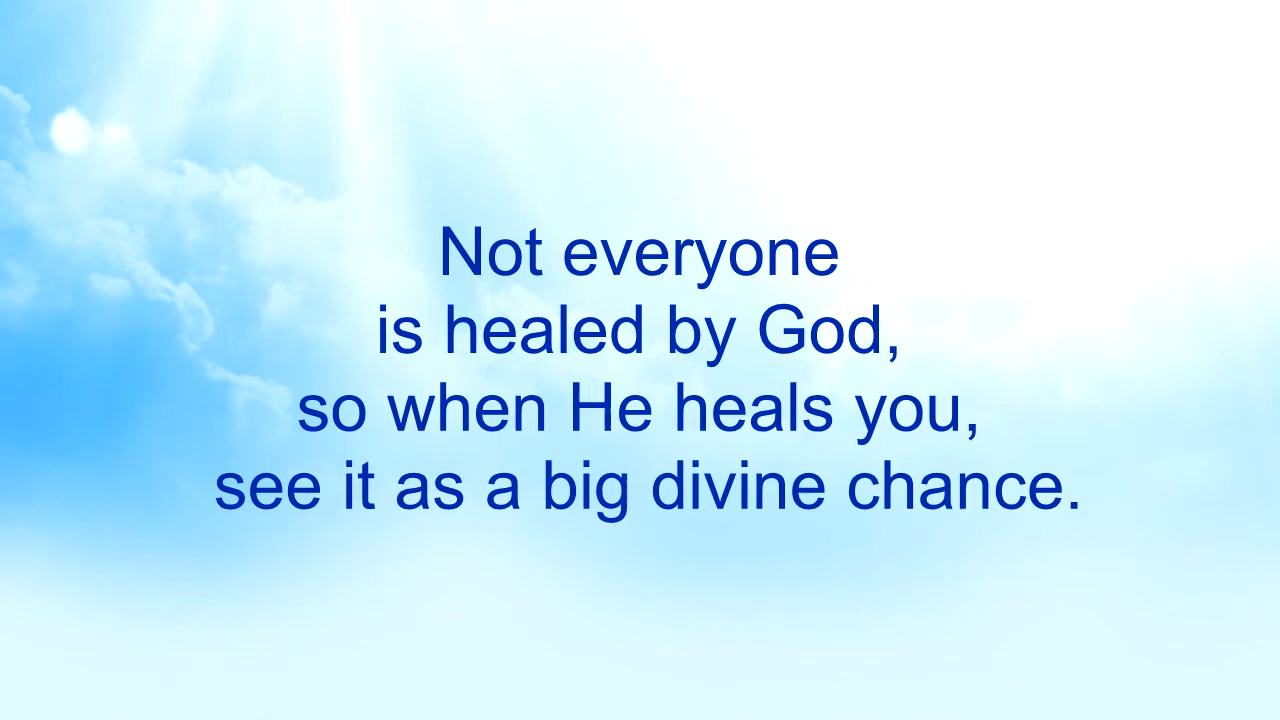 Not everyone
is healed by God,
so when He heals you,
see it as a big divine chance.